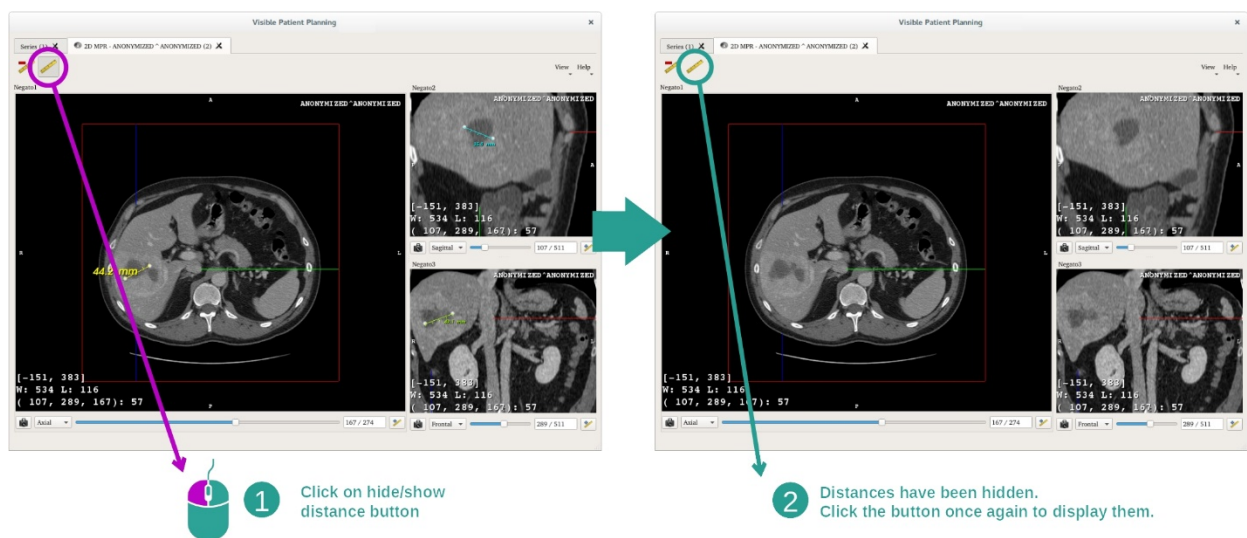 Visible Patient Planning
Series (1)
2D MPR - ANONYMIZED ^ ANONYMIZED (2)
View Help
Negato1
A
ANONYMIZED^ANONYMIZED
R
L
[-151, 383]
W: 534 L: 116
( 107, 289, 167): 57
P
Axial
167 / 274
Negato2
ANONYMIZED^ANONYMIZED
A
[-151, 383]
W: 534 L: 116
( 107, 289, 167): 57
Sagittal
107 / 511
Negato3
ANONYMIZED^ANONYMIZED
R
L
[-151, 383]
W: 534 L: 116
( 107, 289, 167): 57
Frontal
289 / 511
1
Click on hide/show
distance button
Visible Patient Planning
Series (1)
2D MPR - ANONYMIZED ^ ANONYMIZED (2)
View Help
Negato1
A
ANONYMIZED^ANONYMIZED
R
L
[-151, 383]
W: 534 L: 116
( 107, 289, 167): 57
P
Axial
167 / 274
Negato2
ANONYMIZED^ANONYMIZED
A
[-151, 383]
W: 534 L: 116
( 107, 289, 167): 57
Sagittal
107 / 511
Negato3
ANONYMIZED^ANONYMIZED
R
L
[-151, 383]
W: 534 L: 116
( 107, 289, 167): 57
Frontal
289 / 511
2
Distances have been hidden.
Click the button once again to display them.